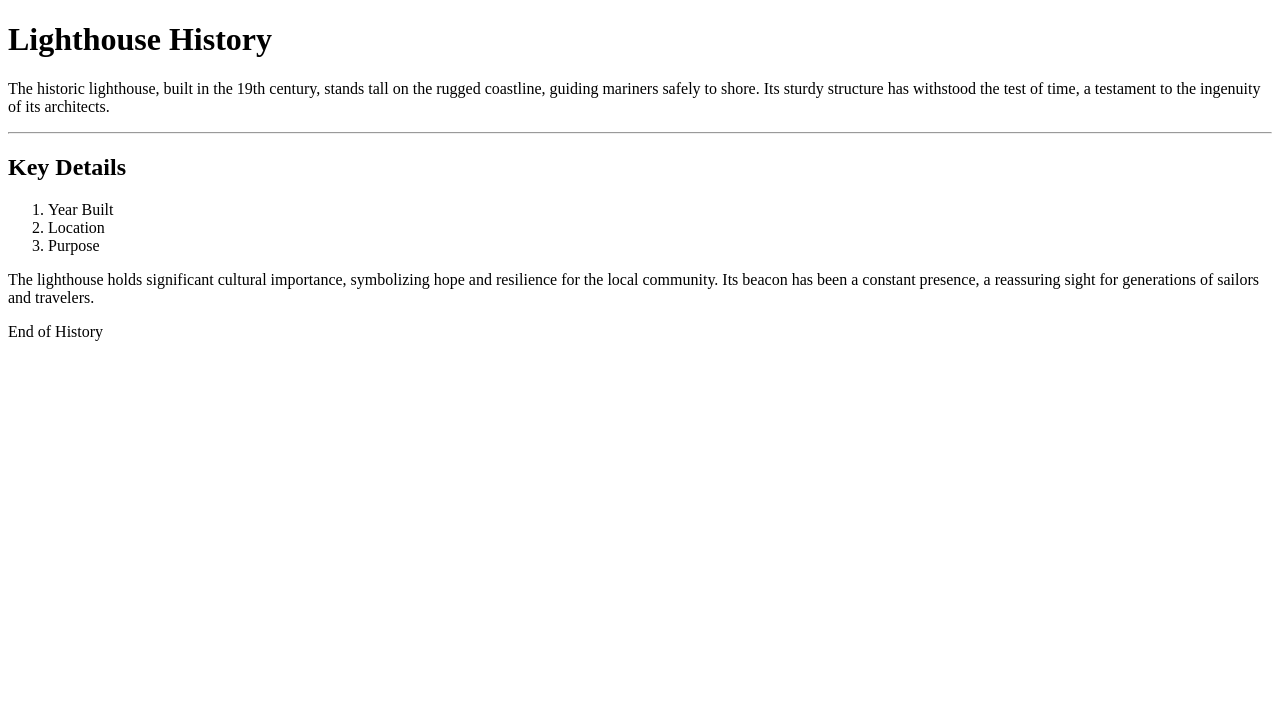 Lighthouse History
The historic lighthouse, built in the 19th century, stands tall on the rugged coastline, guiding mariners safely to shore. Its sturdy structure has withstood the test of time, a testament to the ingenuity
of its architects.
Key Details
1. Year Built
2. Location
3. Purpose
The lighthouse holds significant cultural importance, symbolizing hope and resilience for the local community. Its beacon has been a constant presence, a reassuring sight for generations of sailors
and travelers.
End of History